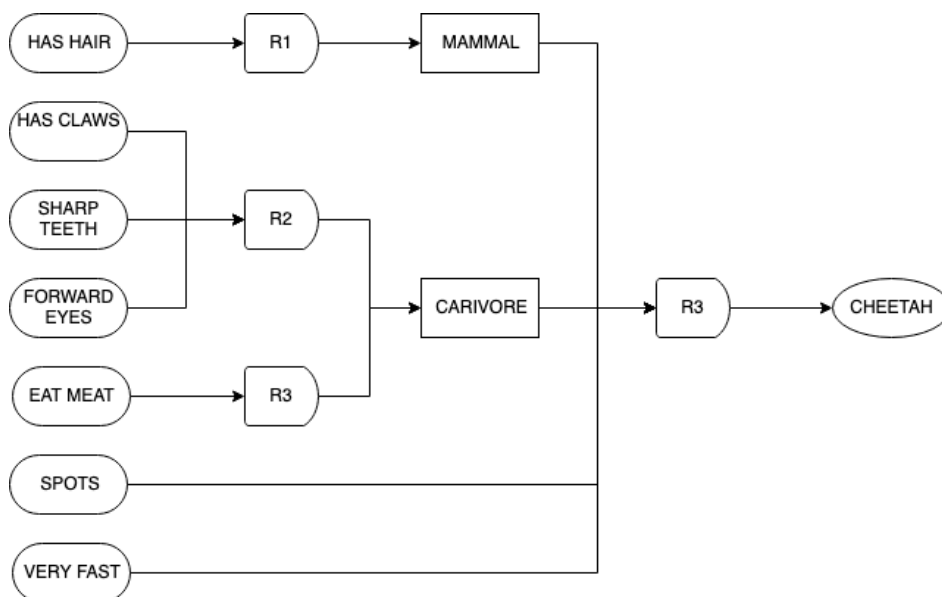 HAS HAIR
R1
MAMMAL
HAS CLAWS
SHARP
TEETH
R2
FORWARD
EYES
CARIVORE
R3
CHEETAH
EAT MEAT
R3
SPOTS
VERY FAST